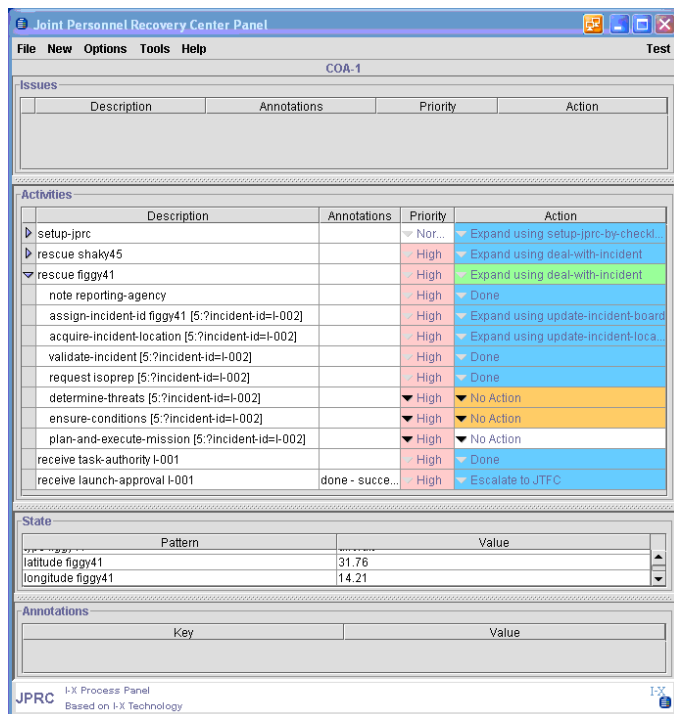 Joint Personnel Recovery Center Panel
File New Options Tools Help Test
COA-1
Issues
Description Annotations Priority Action
Activities
Description Annotations Priority Action
setup-jprc Nor... Expand using setup-jprc-by-checkl...
rescue shaky45 High Expand using deal-with-incident
rescue figgy41 High Expand using deal-with-incident
note reporting-agency High Done
assign-incident-id figgy41 [5:?incident-id=I-002] High Expand using update-incident-board
acquire-incident-location [5:?incident-id=I-002] High Expand using update-incident-loca...
validate-incident [5:?incident-id=I-002] High Done
request isoprep [5:?incident-id=I-002] High Done
determine-threats [5:?incident-id=I-002] High No Action
ensure-conditions [5:?incident-id=I-002] High No Action
plan-and-execute-mission [5:?incident-id=I-002] High No Action
receive task-authority I-001 High Done
receive launch-approval I-001 done - succe... High Escalate to JTFC
State
Pattern Value
latitude figgy41 31.76
longitude figgy41 14.21
Annotations
Key Value
JPRC I-X Process Panel I-X
Based on I-X Technology